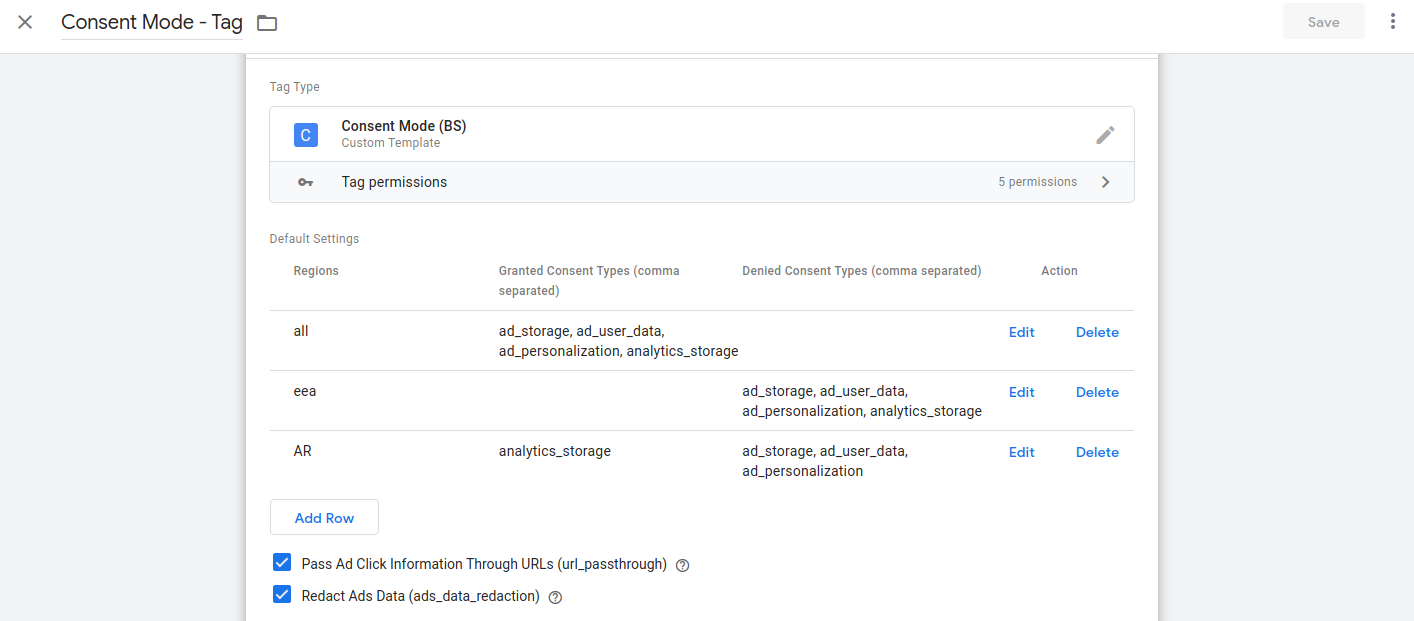 Consent Mode - Tag
Save
Tag Type
C
Consent Mode (BS)
Custom Template
Tag permissions
5 permissions
Default Settings
Regions
Granted Consent Types (comma
separated)
Denied Consent Types (comma separated)
Action
all
ad_storage, ad_user_data,
ad_personalization, analytics_storage
Edit
Delete
eea
ad_storage, ad_user_data,
ad_personalization, analytics_storage
Edit
Delete
AR
analytics_storage
ad_storage, ad_user_data,
ad_personalization
Edit
Delete
Add Row
Pass Ad Click Information Through URLs (url_passthrough)
Redact Ads Data (ads_data_redaction)